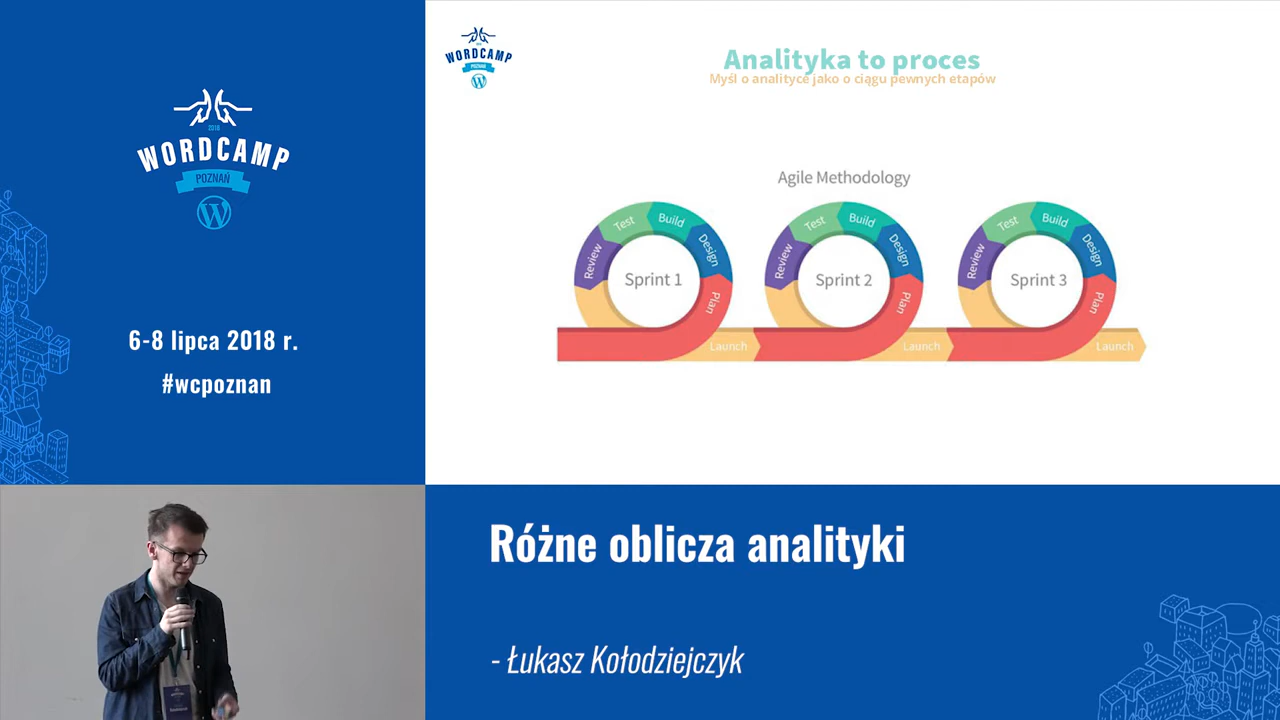 2018
WORDCAMP
POZNAŃ
6-8 lipca 2018 r.
#wcpoznan
WORDCAMP
POZNAŃ
Analityka to proces
Myśl o analityce jako o ciągu pewnych etapów
Agile Methodology
Review
Test
Build
Design
Plan
Sprint 1
Launch
Review
Test
Build
Design
Plan
Sprint 2
Launch
Review
Test
Build
Design
Plan
Sprint 3
Launch
Różne oblicza analityki
- Łukasz Kołodziejczyk
WORDCAMP